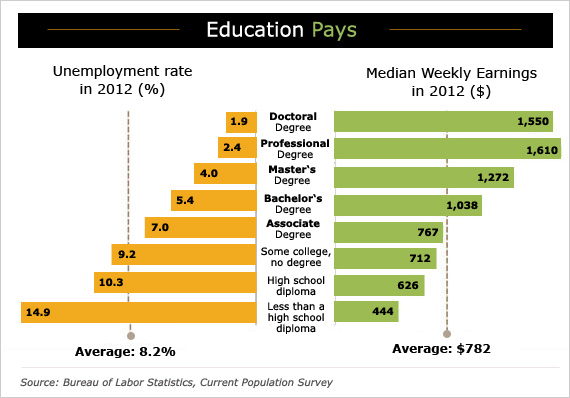 Education Pays
Unemployment rate
in 2012 (%)
Median Weekly Earnings
in 2012 ($)
1.9
Doctoral
Degree
1,550
2.4
Professional
Degree
1,610
4.0
Master's
Degree
1,272
5.4
Bachelor's
Degree
1,038
7.0
Associate
Degree
767
9.2
Some college,
no degree
712
10.3
High school
diploma
626
14.9
Less than a
high school
diploma
444
Average: 8.2%
Average: $782
Source: Bureau of Labor Statistics, Current Population Survey